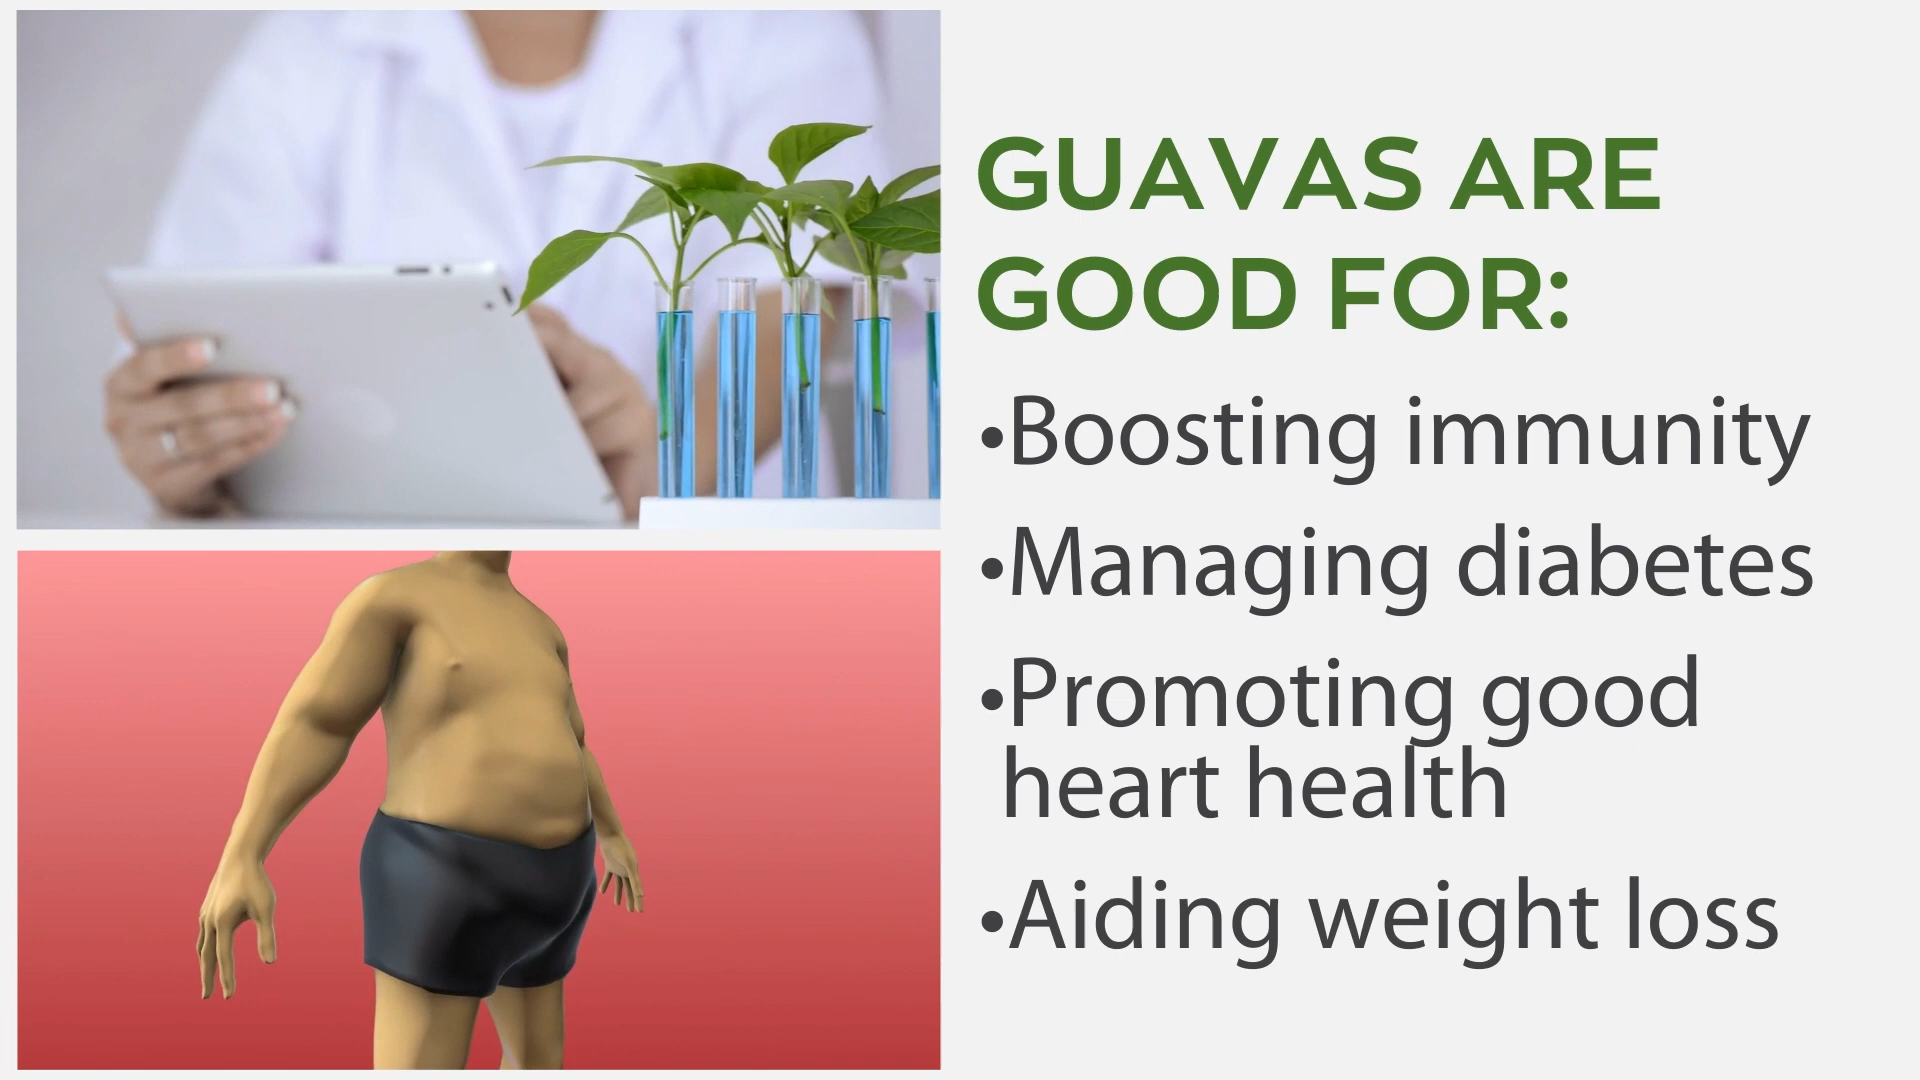 GUAVAS ARE
GOOD FOR:
•Boosting immunity
•Managing diabetes
•Promoting good
heart health
•Aiding weight loss